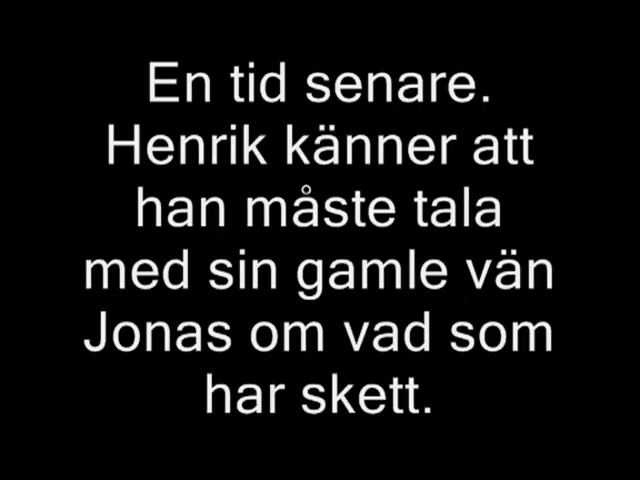 En tid senare.
Henrik känner att
han måste tala
med sin gamle vän
Jonas om vad som
har skett.